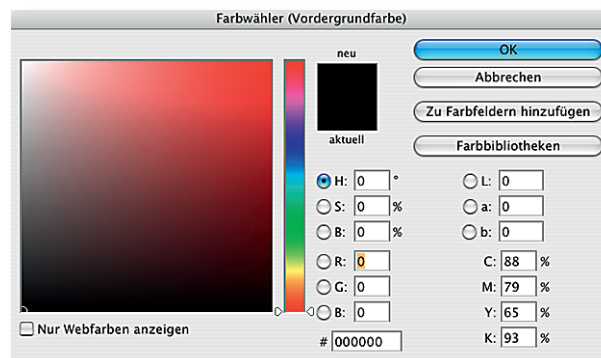 Farbwähler (Vordergrundfarbe)
neu
aktuell
OK
Abbrechen
Zu Farbfeldern hinzufügen
Farbbibliotheken
H: 0 °
S: 0 %
B: 0 %
R: 0
G: 0
B: 0
# 000000
L: 0
a: 0
b: 0
C: 88 %
M: 79 %
Y: 65 %
K: 93 %
Nur Webfarben anzeigen